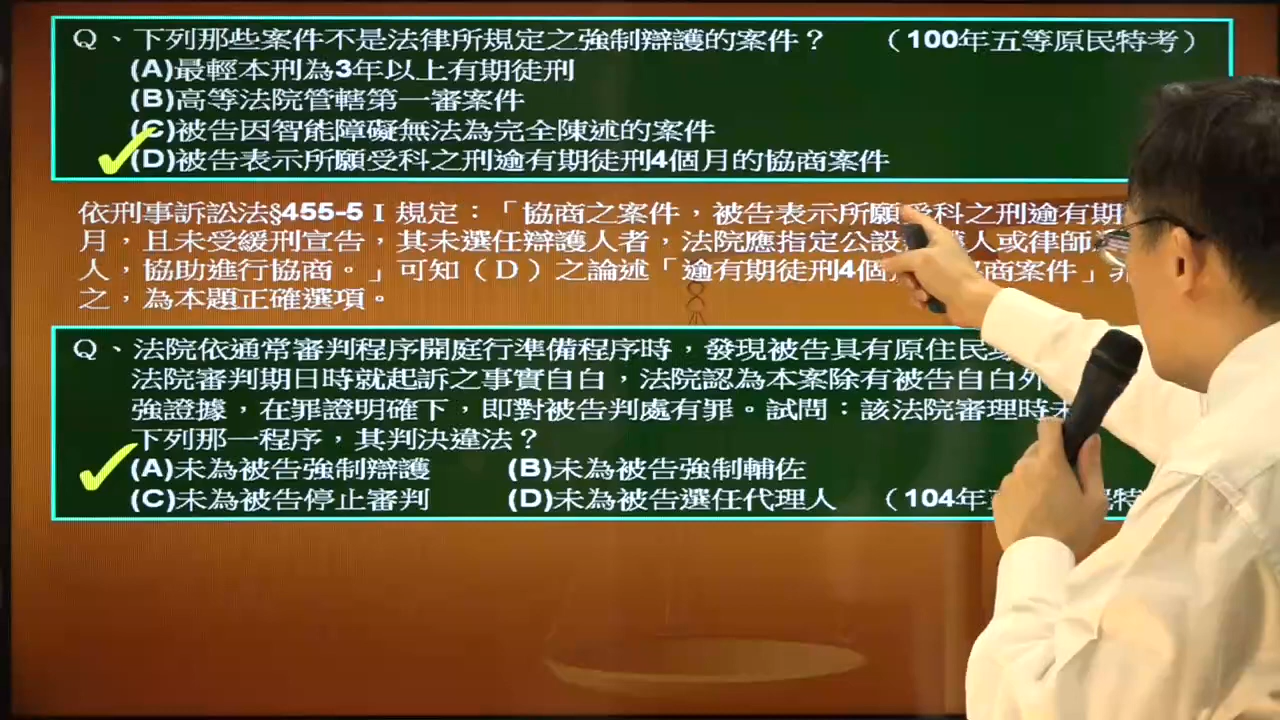 Q、下列那些案件不是法律所規定之強制辯護的案件？ （100年五等原民特考）
(A)最輕本刑為3年以上有期徒刑
(B)高等法院管轄第一審案件
(C)被告因智能障礙無法為完全陳述的案件
(D)被告表示所願受科之刑逾有期徒刑4個月的協商案件
依刑事訴訟法§455-5Ⅰ規定：「協商之案件，被告表示所願受科之刑逾有期
月，且未受緩刑宣告，其未選任辯護人者，法院應指定公設 護人或律師
人，協助進行協商。」可知（D）之論述「逾有期徒刑4個 商案件」
之，為本題正確選項。
Q、法院依通常審判程序開庭行準備程序時，發現被告具有原住民
法院審判期日時就起訴之事實自白，法院認為本案除有被告自白外
強證據，在罪證明確下，即對被告判處有罪。試問：該法院審理時未
下列那一程序，其判決違法？
(A)未為被告強制辯護 (B)未為被告強制輔佐
(C)未為被告停止審判 (D)未為被告選任代理人 （104年 特